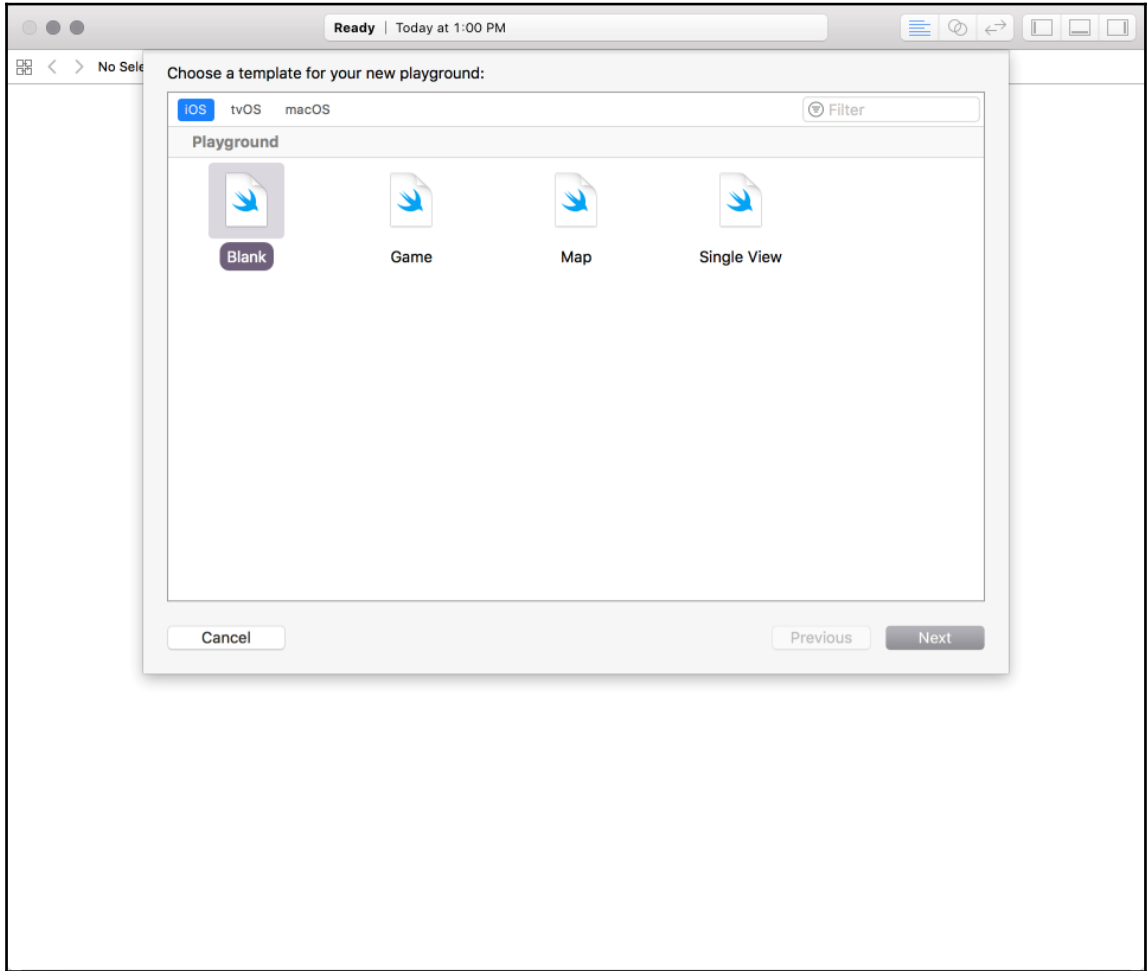 Ready | Today at 1:00 PM
No Sele
Choose a template for your new playground:
iOS tvOS macOS Filter
Playground
Blank Game Map Single View
Cancel Previous Next